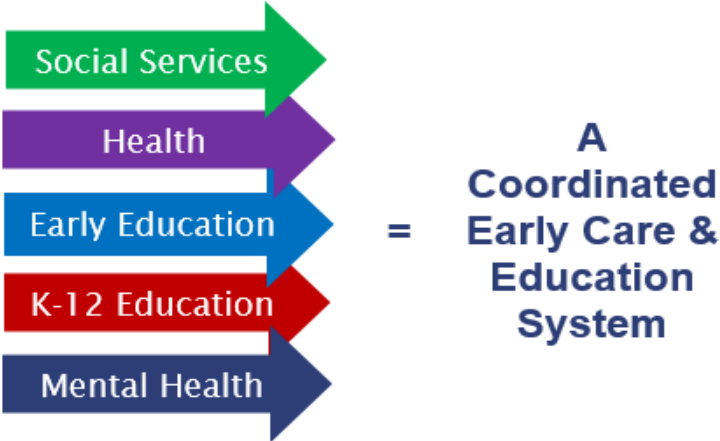 Social Services
Health
Early Education
K-12 Education
Mental Health
=
A
Coordinated
Early Care &
Education
System